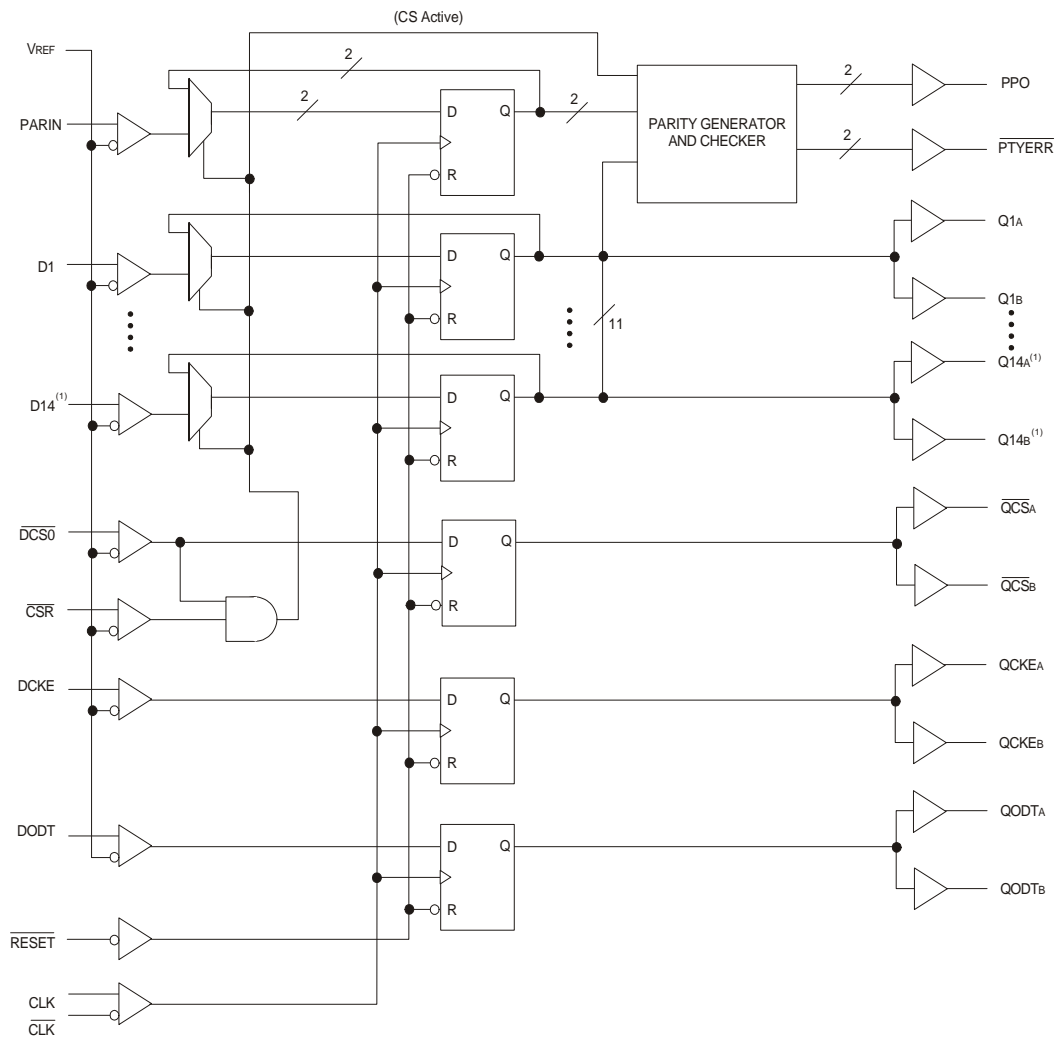 (CS Active)
VREF
2
2
2
2
PARIN
D Q
R
PARITY GENERATOR
AND CHECKER
PPO
2
PTYERR
Q1A
D1
D Q
R
11
Q1B
Q14A(1)
D14(1)
D Q
R
Q14B(1)
DCS0
D Q
R
QCSA
QCSB
CSR
DCKE
D Q
R
QCKEA
QCKEB
DODT
D Q
R
QODTA
QODTB
RESET
CLK
CLK